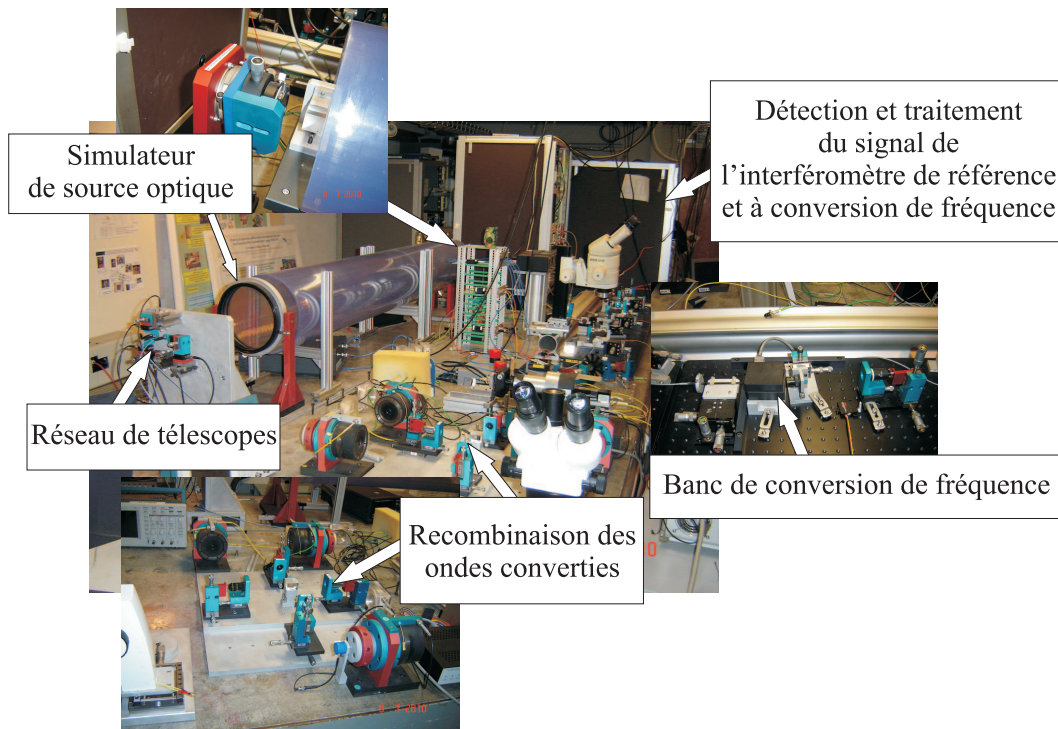 Simulateur
de source optique
Détection et traitement
du signal de
l'interféromètre de référence
et à conversion de fréquence
Réseau de télescopes
Banc de conversion de fréquence
Recombinaison des
ondes converties